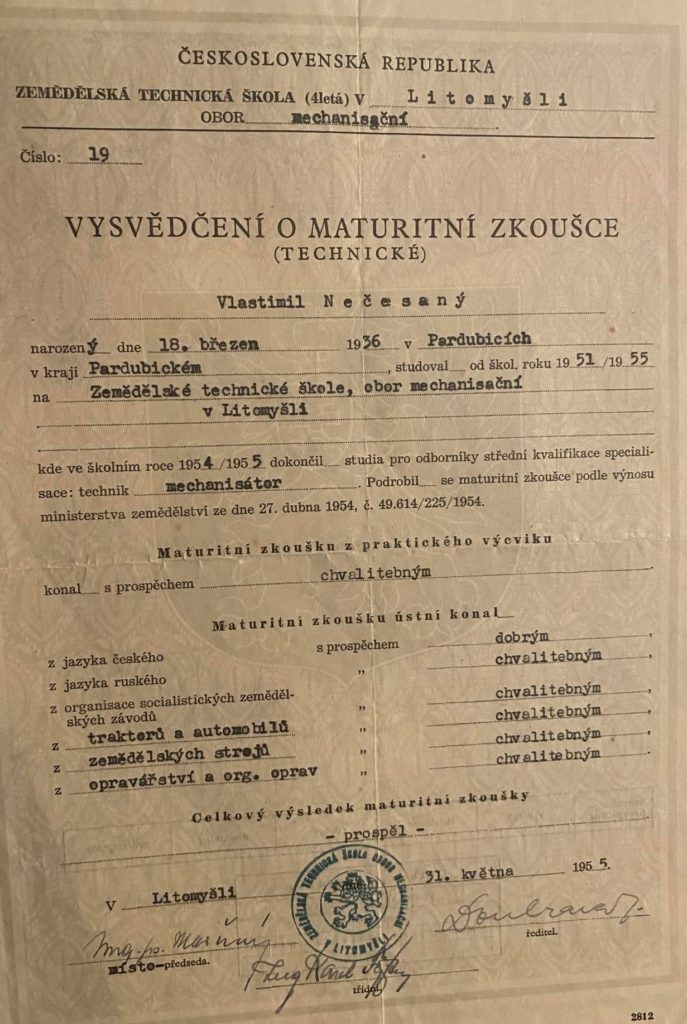 ČESKOSLOVENSKÁ REPUBLIKA
ZEMĚDĚLSKÁ TECHNICKÁ ŠKOLA (4letá) V Litomyšli
OBOR mechanisační
Číslo: 19
VYSVĚDČENÍ O MATURITNÍ ZKOUŠCE
(TECHNICKÉ)
Vlastimil Nečesaný
narozený dne 18. březen 1936 v Pardubicích
v kraji Pardubickém, studoval od škol. roku 1951/1955
na Zemědělské technické škole, obor mechanisační
v Litomyšli
kde ve školním roce 1954/1955 dokončil studia pro odborníky střední kvalifikace speciali-
sace: technik mechanisátor. Podrobil se maturitní zkoušce podle výnosu
ministerstva zemědělství ze dne 27. dubna 1954, č. 49.614/225/1954.
Maturitní zkoušku z praktického výcviku
konal s prospěchem chvalitebným
Maturitní zkoušku ústní konal
z jazyka českého s prospěchem dobrým,
z jazyka ruského „ chvalitebným,
z organisace socialistických zeměděl-
ských závodů „ chvalitebným,
z traktorů a automobilů „ chvalitebným,
z zemědělských strojů „ chvalitebným,
z opravářství a org. oprav „ chvalitebným.
Celkový výsledek maturitní zkoušky
- prospěl -
V Litomyšli 31. května 1955.
ZEMĚDĚLSKÁ TECHNICKÁ ŠKOLA OBORU MECHANISAČNÍ
V LITOMYŠLI
ředitel.
místo-předseda.
Karel
třídní
2812